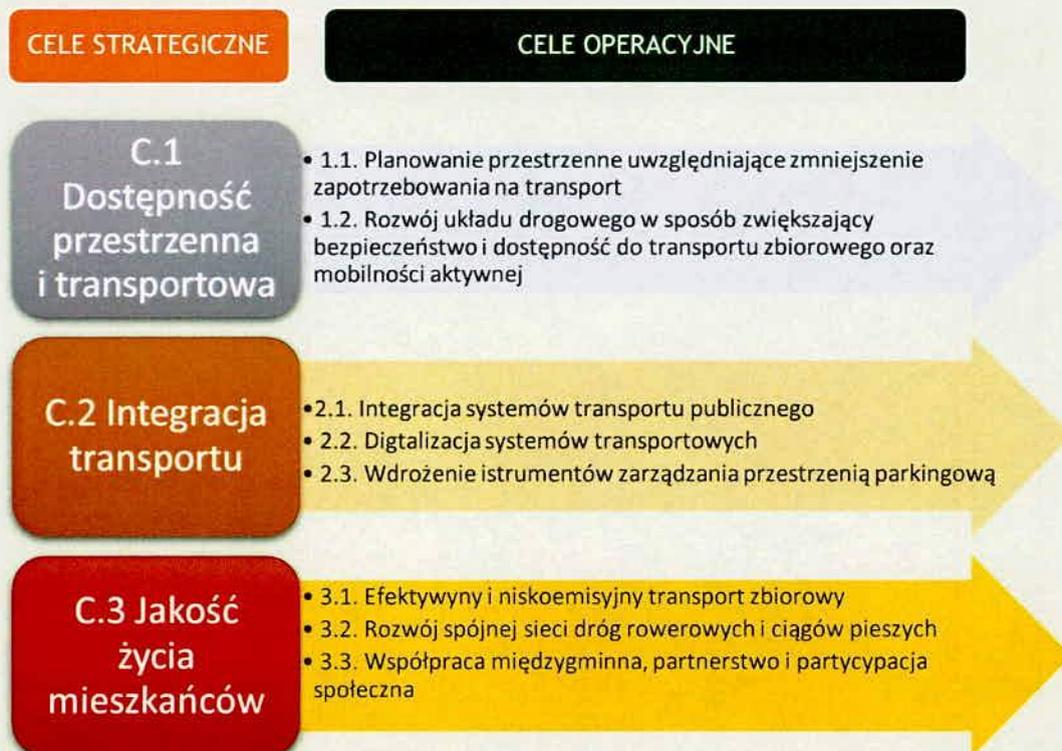 CELE STRATEGICZNE
CELE OPERACYJNE
C.1
Dostępność
przestrzenna
i transportowa
• 1.1. Planowanie przestrzenne uwzględniające zmniejszenie
zapotrzebowania na transport
• 1.2. Rozwój układu drogowego w sposób zwiększający
bezpieczeństwo i dostępność do transportu zbiorowego oraz
mobilności aktywnej
C.2 Integracja
transportu
• 2.1. Integracja systemów transportu publicznego
• 2.2. Digtalizacja systemów transportowych
• 2.3. Wdrożenie istrumentów zarządzania przestrzenią parkingową
C.3 Jakość
życia
mieszkańców
• 3.1. Efektywyny i niskoemisyjny transport zbiorowy
• 3.2. Rozwój spójnej sieci dróg rowerowych i ciągów pieszych
• 3.3. Współpraca międzygminna, partnerstwo i partycypacja
społeczna